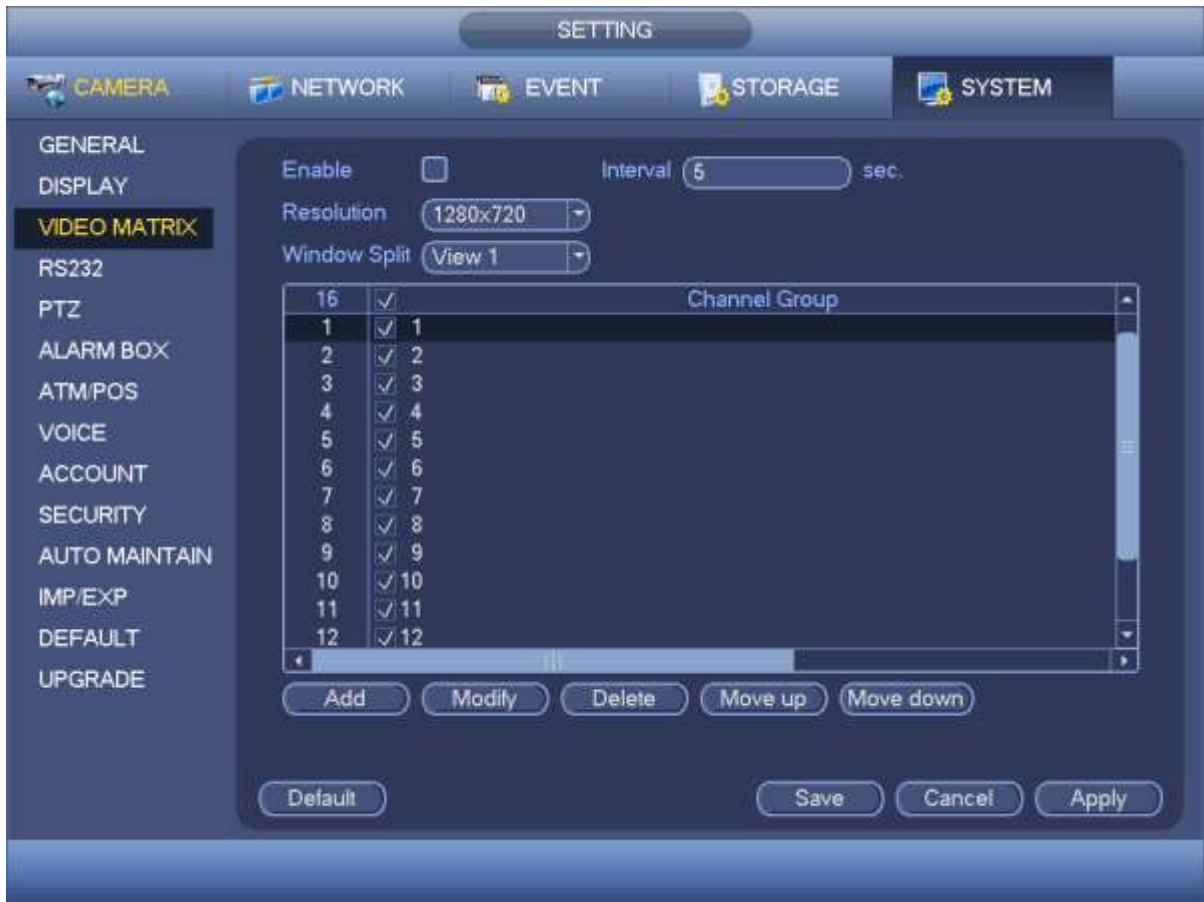 SETTING
CAMERA NETWORK EVENT STORAGE SYSTEM
GENERAL
DISPLAY
VIDEO MATRIX
RS232
PTZ
ALARM BOX
ATM/POS
VOICE
ACCOUNT
SECURITY
AUTO MAINTAIN
IMP/EXP
DEFAULT
UPGRADE
Enable Interval 5 sec.
Resolution 1280x720
Window Split View 1
16 Channel Group
1 1
2 2
3 3
4 4
5 5
6 6
7 7
8 8
9 9
10 10
11 11
12 12
Add Modify Delete Move up Move down
Default Save Cancel Apply